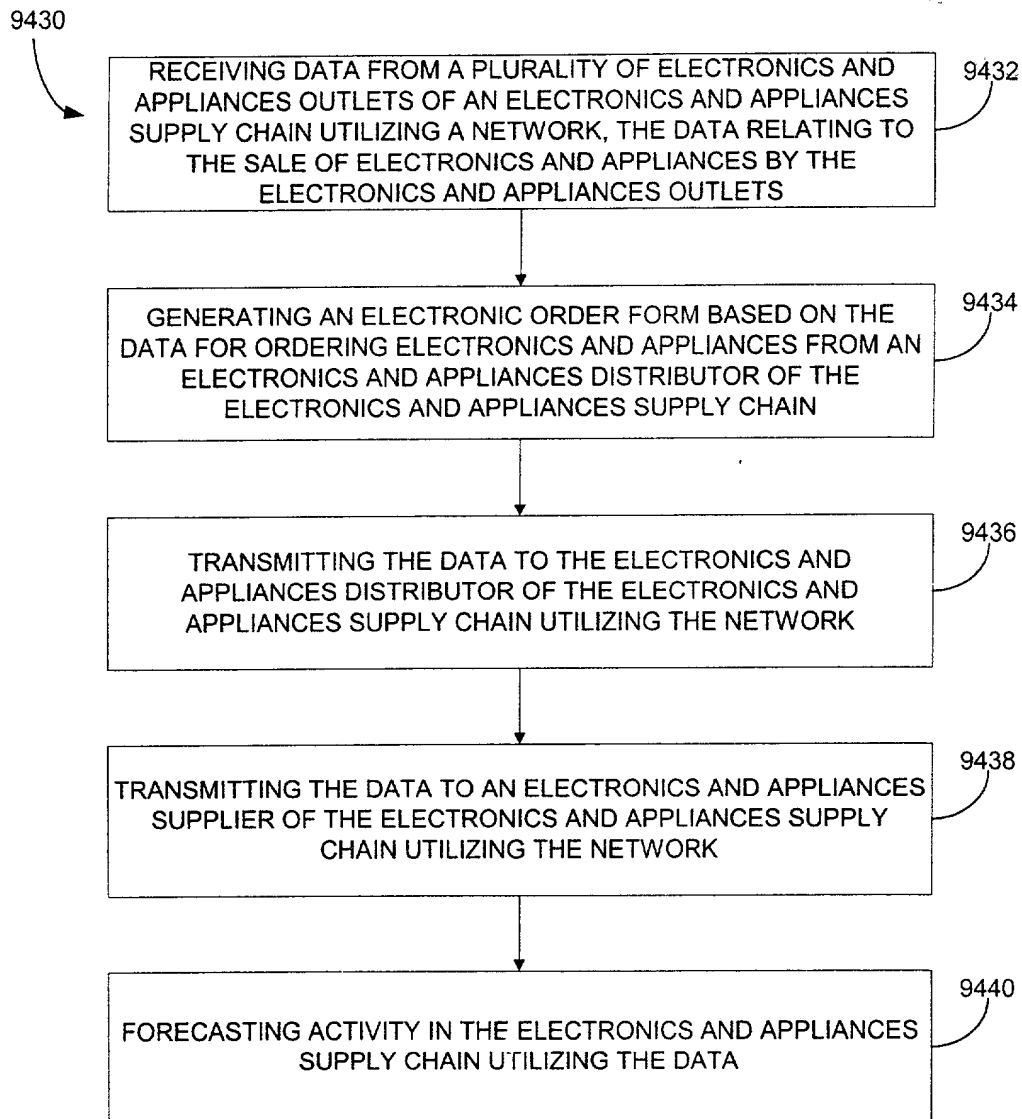 9430
RECEIVING DATA FROM A PLURALITY OF ELECTRONICS AND
APPLIANCES OUTLETS OF AN ELECTRONICS AND APPLIANCES
SUPPLY CHAIN UTILIZING A NETWORK, THE DATA RELATING TO
THE SALE OF ELECTRONICS AND APPLIANCES BY THE
ELECTRONICS AND APPLIANCES OUTLETS
9432
GENERATING AN ELECTRONIC ORDER FORM BASED ON THE
DATA FOR ORDERING ELECTRONICS AND APPLIANCES FROM AN
ELECTRONICS AND APPLIANCES DISTRIBUTOR OF THE
ELECTRONICS AND APPLIANCES SUPPLY CHAIN
9434
TRANSMITTING THE DATA TO THE ELECTRONICS AND
APPLIANCES DISTRIBUTOR OF THE ELECTRONICS AND
APPLIANCES SUPPLY CHAIN UTILIZING THE NETWORK
9436
TRANSMITTING THE DATA TO AN ELECTRONICS AND APPLIANCES
SUPPLIER OF THE ELECTRONICS AND APPLIANCES SUPPLY
CHAIN UTILIZING THE NETWORK
9438
FORECASTING ACTIVITY IN THE ELECTRONICS AND APPLIANCES
SUPPLY CHAIN UTILIZING THE DATA
9440